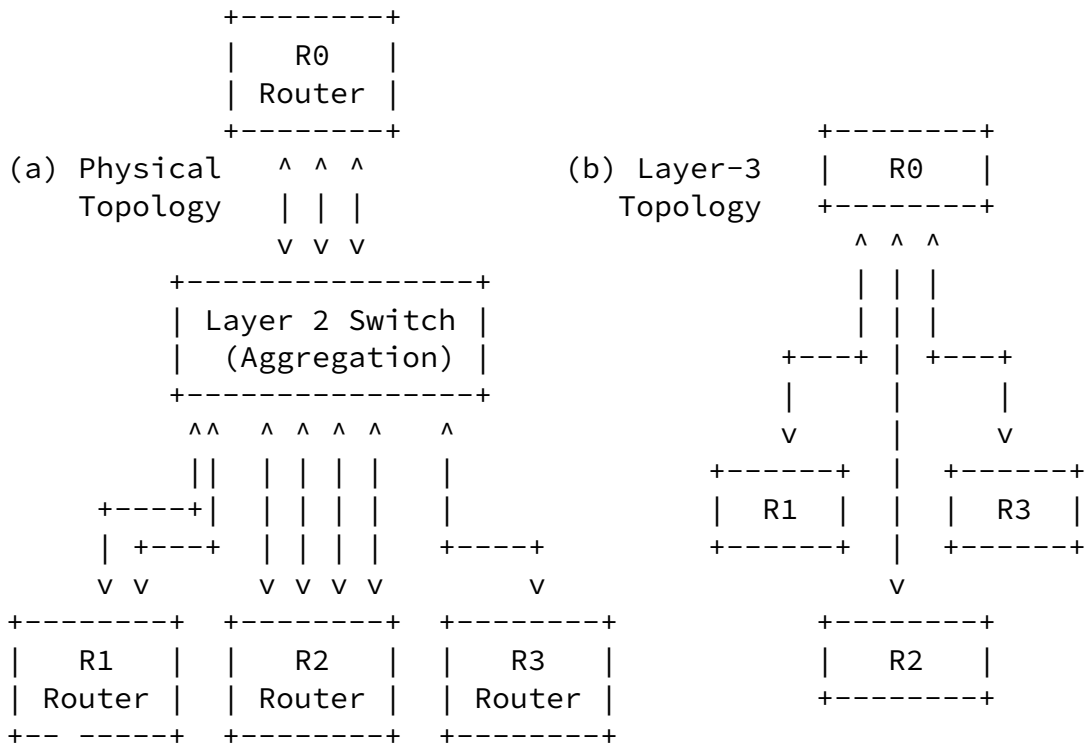 R0
Router
(a) Physical
Topology
Layer 2 Switch
(Aggregation)
R1
Router
R2
Router
R3
Router
(b) Layer-3
Topology
R0
R1
R3
R2